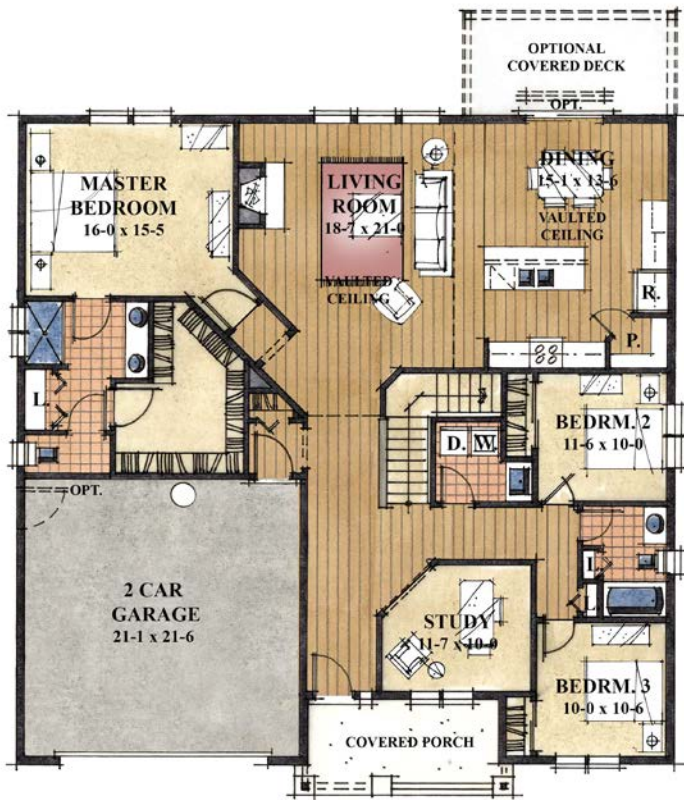 OPTIONAL
COVERED DECK
OPT.
MASTER
BEDROOM
16-0 x 15-5
LIVING
ROOM
18-7 x 21-0
VAULTED
CEILING
DINING
15-1 x 13-6
VAULTED
CEILING
R.
P.
L.
D.
W.
BEDRM. 2
11-6 x 10-0
OPT.
2 CAR
GARAGE
21-1 x 21-6
L
STUDY
11-7 x 10-0
BEDRM. 3
10-0 x 10-6
COVERED PORCH